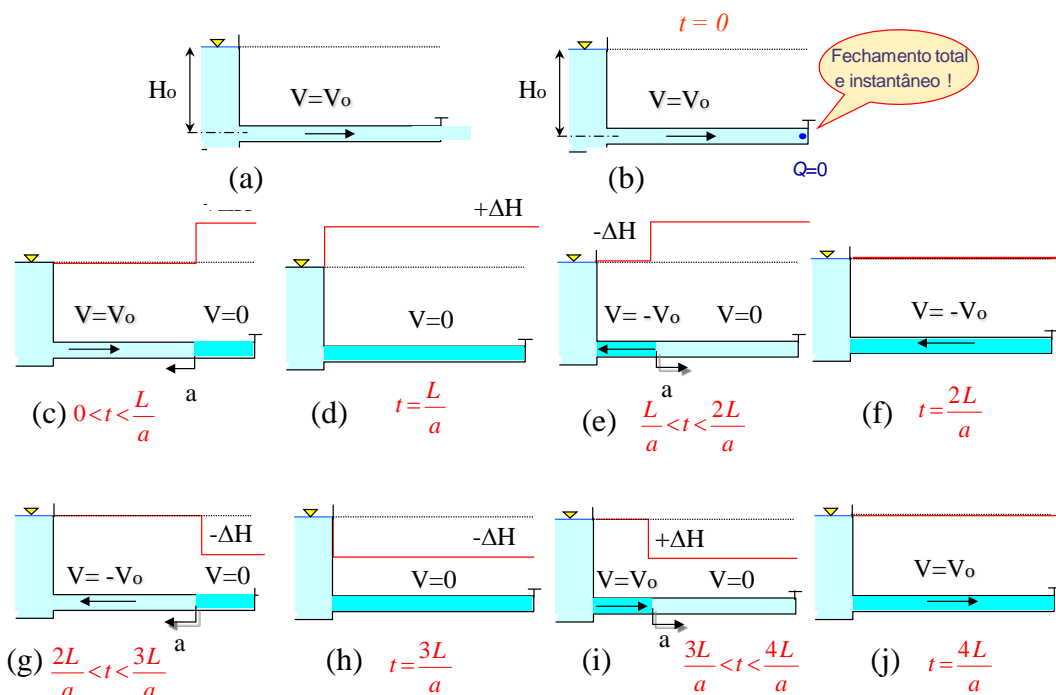 t = 0
Fechamento total
e instantâneo !
Ho
V=Vo
(a)
Ho
V=Vo
Q=0
(b)
V=Vo
V=0
a
(c) 0<t<L/a
+ΔH
V=0
(d) t=L/a
-ΔH
V= -Vo
V=0
a
(e) L/a<t<2L/a
V= -Vo
(f) t=2L/a
-ΔH
V= -Vo
V=0
a
(g) 2L/a<t<3L/a
-ΔH
V=0
(h) t=3L/a
+ΔH
V=Vo
V=0
a
(i) 3L/a<t<4L/a
V=Vo
(j) t=4L/a